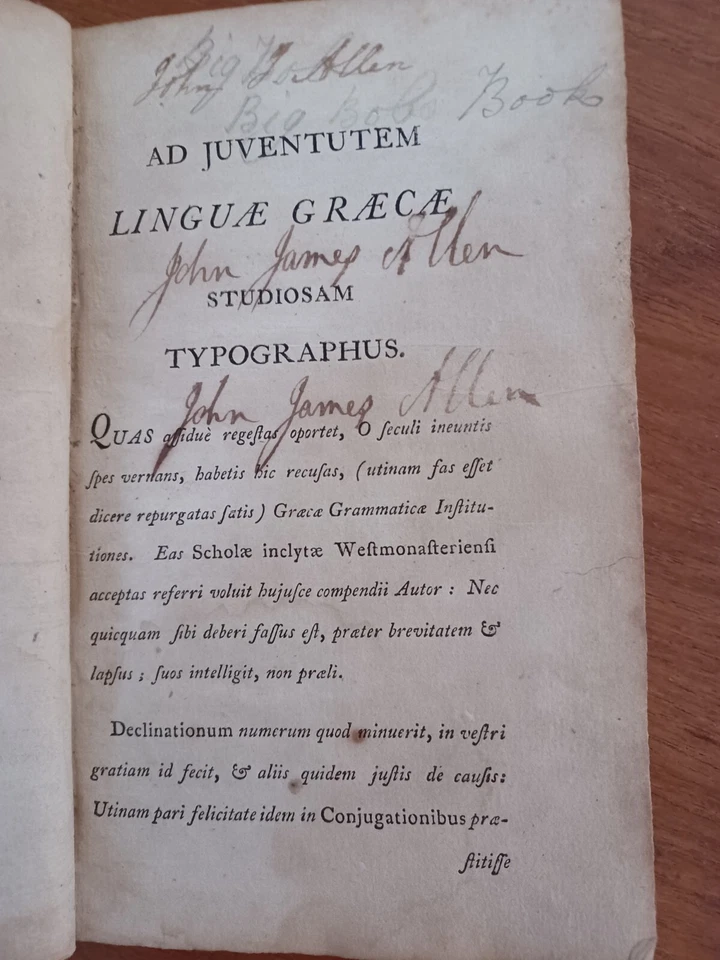 John J. Allen
Big Bobs Book
AD JUVENTUTEM
LINGUÆ GRÆCÆ
John James Allen
STUDIOSAM
TYPOGRAPHUS.
John James Allen
QUAS aſſiduè regeſtas oportet, O ſeculi ineuntis
ſpes vernans, habetis hic recuſas, (utinam fas eſſet
dicere repurgatas ſatis) Græcæ Grammaticæ Inſtitu-
tiones. Eas Scholæ inclytæ Weſtmonaſterienſi
acceptas referri voluit hujuſce compendii Autor : Nec
quicquam ſibi deberi faſſus eſt, præter brevitatem &
lapſus ; ſuos intelligit, non præli.
Declinationum numerum quod minuerit, in veſtri
gratiam id fecit, & aliis quidem juſtis de cauſis:
Utinam pari felicitate idem in Conjugationibus præ-
ſtitiſſe